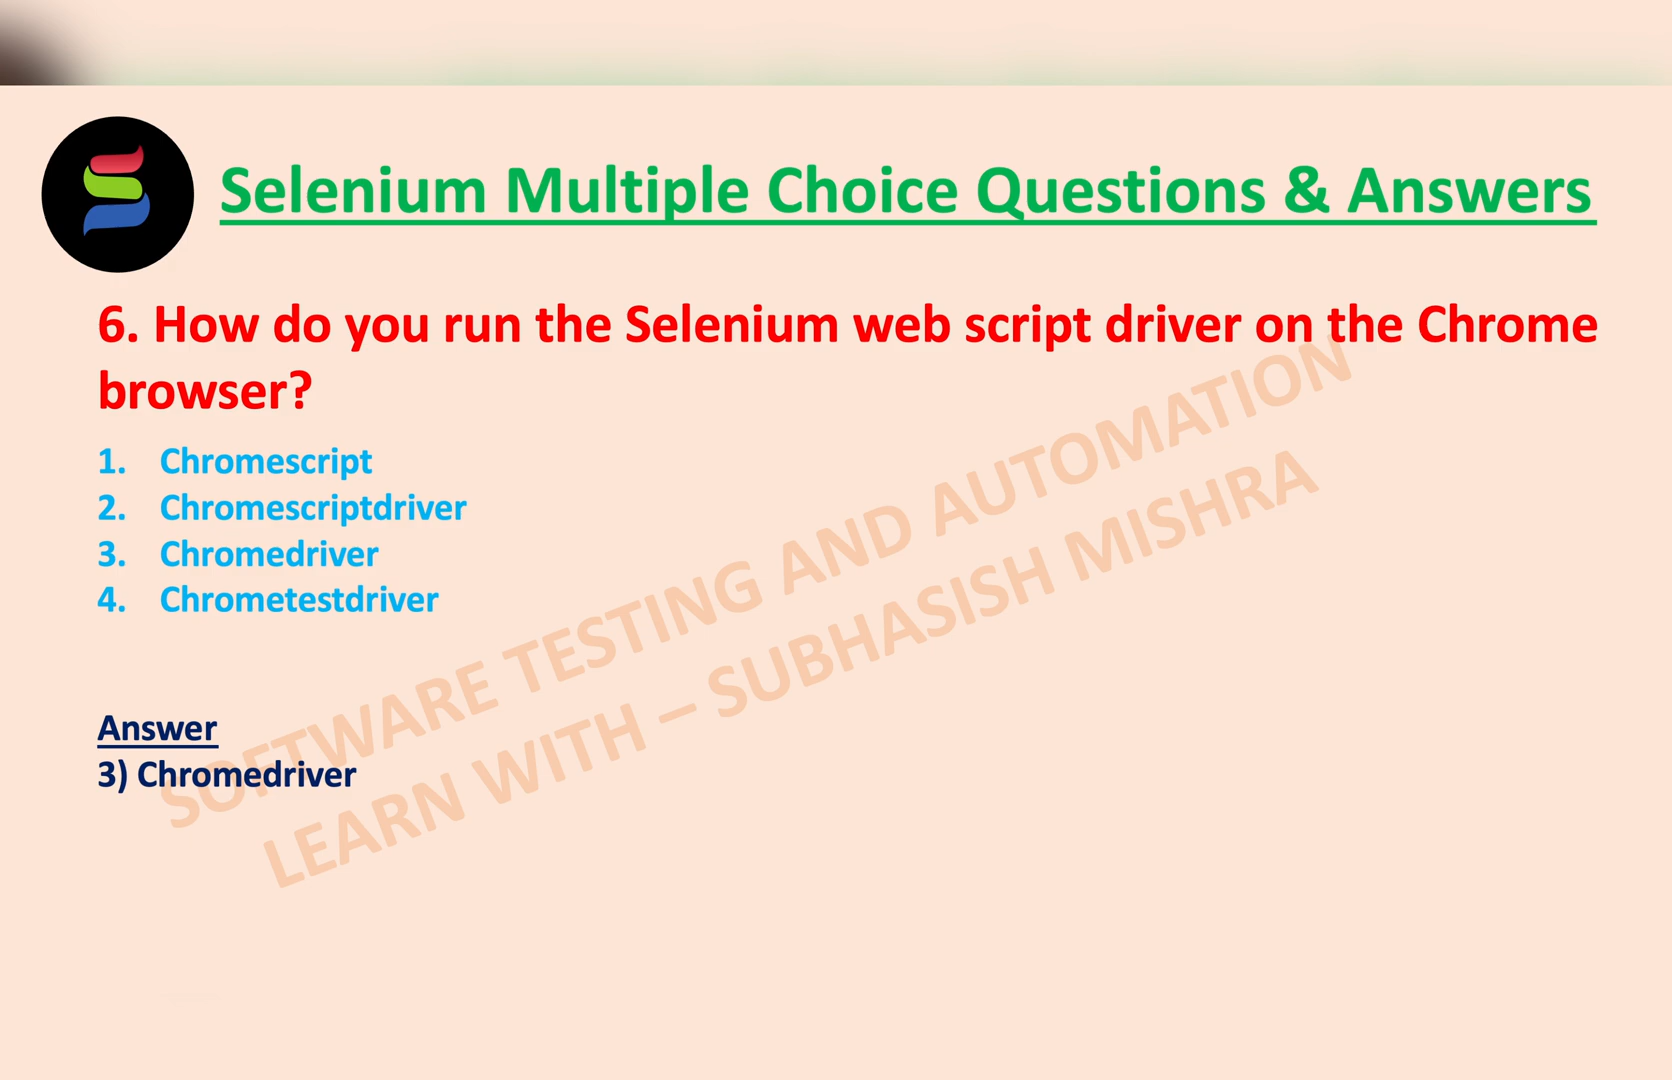 Selenium Multiple Choice Questions & Answers
6. How do you run the Selenium web script driver on the Chrome
browser?
1. Chromescript
2. Chromescriptdriver
3. Chromedriver
4. Chrometestdriver
Answer
3) Chromedriver
SOFTWARE TESTING AND AUTOMATION
LEARN WITH – SUBHASISH MISHRA